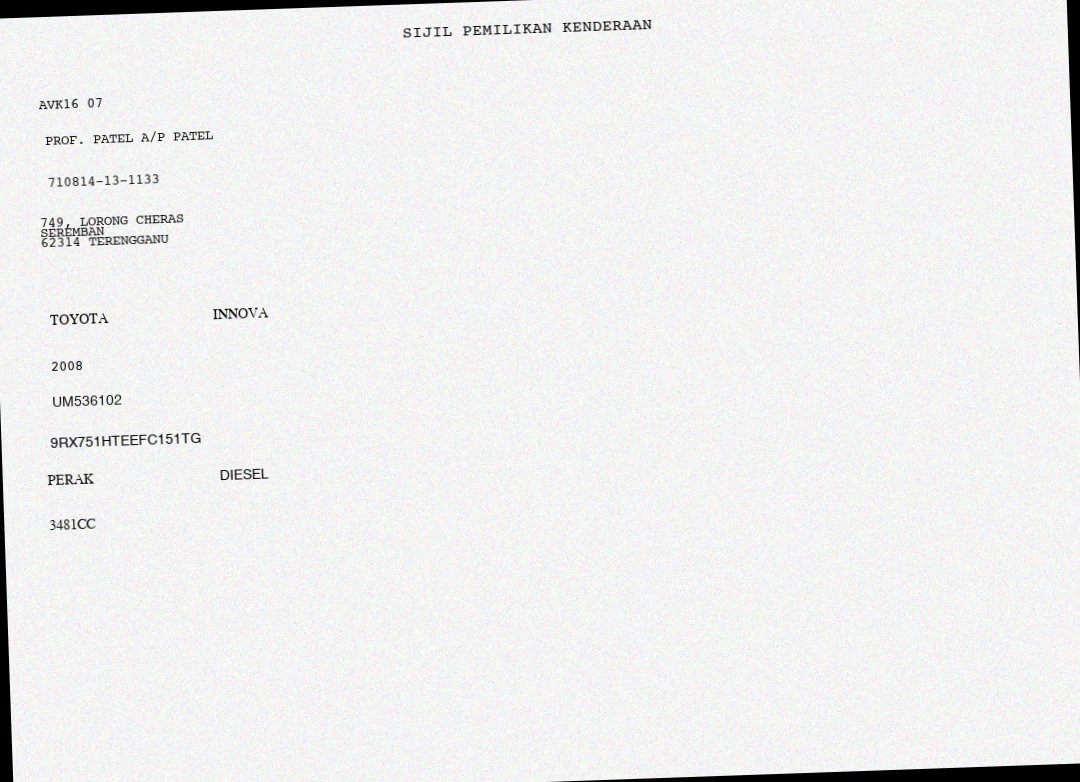 SIJIL PEMILIKAN KENDERAAN
AVK16 07
PROF. PATEL A/P PATEL
710814-13-1133
749, LORONG CHERAS
SEREMBAN
62314 TERENGGANU
TOYOTA INNOVA
2008
UM536102
9RX751HTEEFC151TG
PERAK DIESEL
3481CC